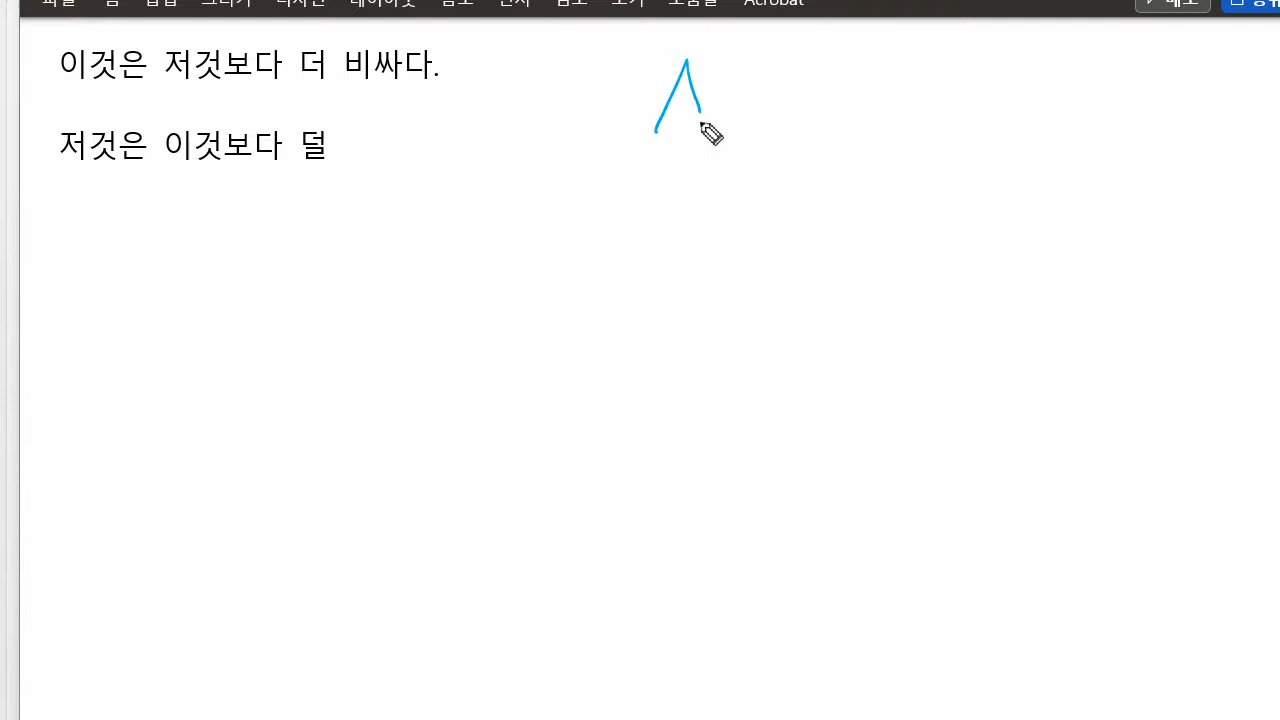 Acrobat
이것은 저것보다 더 비싸다.
저것은 이것보다 덜